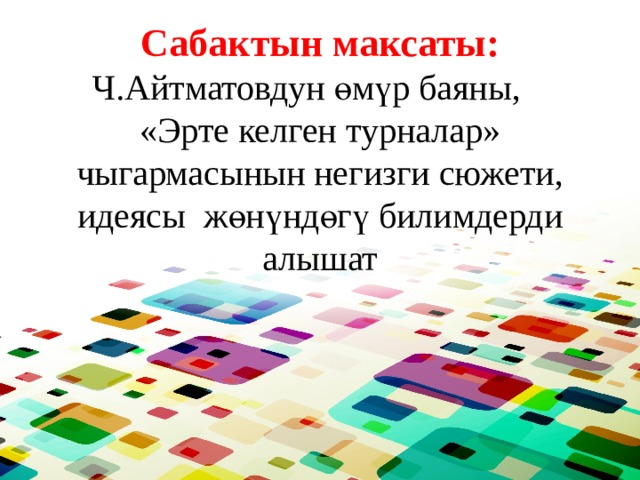 Сабактын максаты:
Ч.Айтматовдун өмүр баяны,
«Эрте келген турналар»
чыгармасынын негизги сюжети,
идеясы  жөнүндөгү билимдерди
алышат